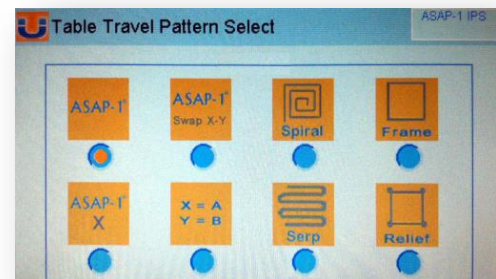 Table Travel Pattern Select
ASAP-1 IPS
ASAP-1®
ASAP-1®
Swap X-Y
Spiral
Frame
ASAP-1®
X
X = A
Y = B
Serp
Relief